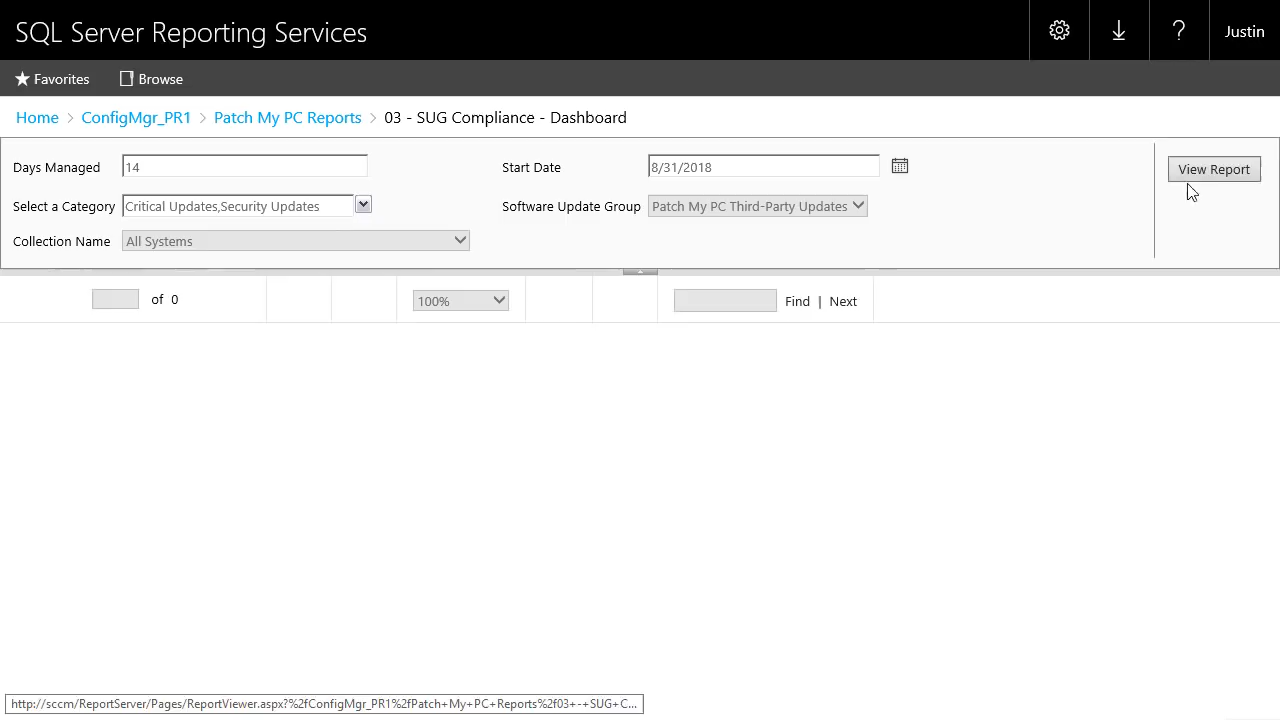 SQL Server Reporting Services
?
Justin
Favorites
Browse
Home > ConfigMgr_PR1 > Patch My PC Reports > 03 - SUG Compliance - Dashboard
Days Managed 14 Start Date 8/31/2018 View Report
Select a Category Critical Updates,Security Updates Software Update Group Patch My PC Third-Party Updates
Collection Name All Systems
of 0 100% Find | Next
http://sccm/ReportServer/Pages/ReportViewer.aspx?%2fConfigMgr_PR1%2fPatch+My+PC+Reports%2f03+-+SUG+C...